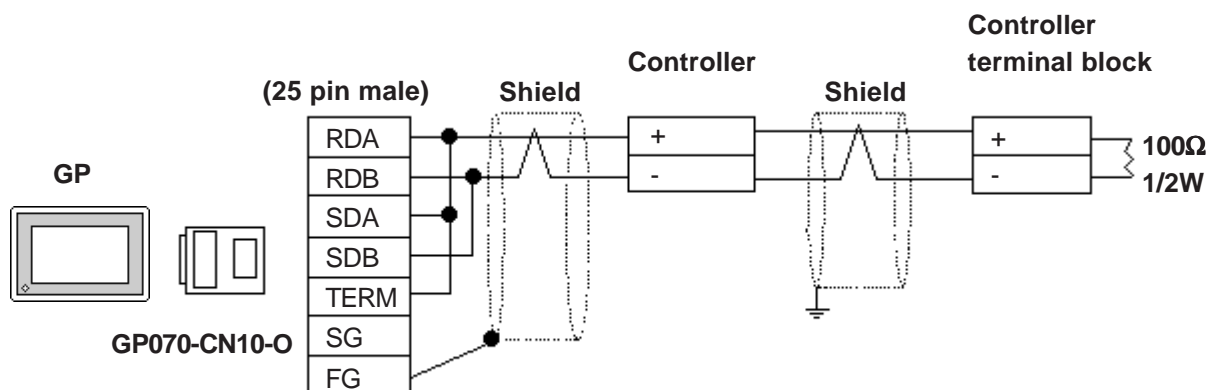 Controller
terminal block
Controller
(25 pin male)
Shield
Shield
GP
GP070-CN10-O
RDA
RDB
SDA
SDB
TERM
SG
FG
+
-
+
-
100Ω
1/2W